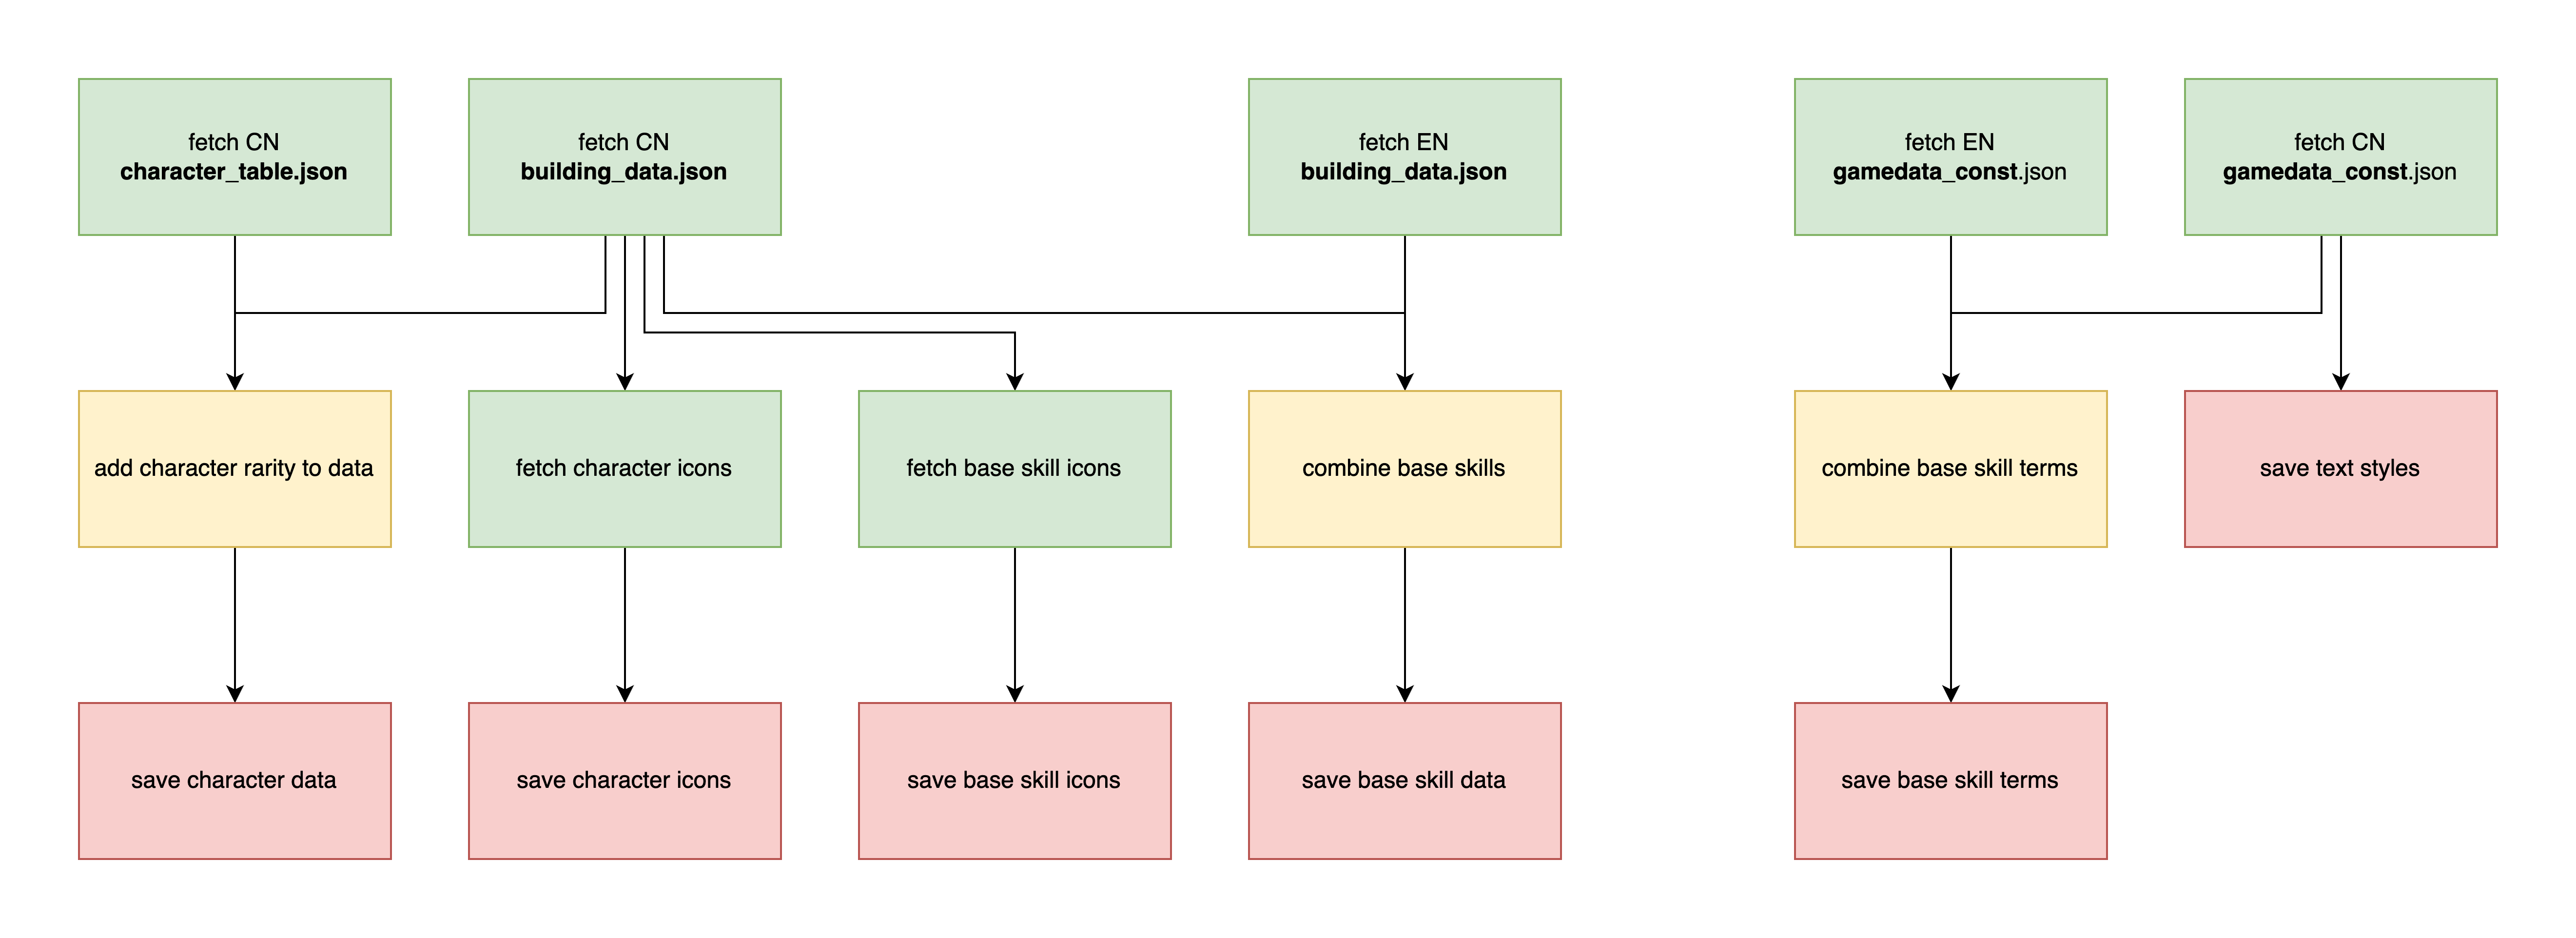 fetch CN
character_table.json
fetch CN
building_data.json
fetch EN
building_data.json
fetch EN
gamedata_const.json
fetch CN
gamedata_const.json
add character rarity to data
fetch character icons
fetch base skill icons
combine base skills
combine base skill terms
save text styles
save character data
save character icons
save base skill icons
save base skill data
save base skill terms